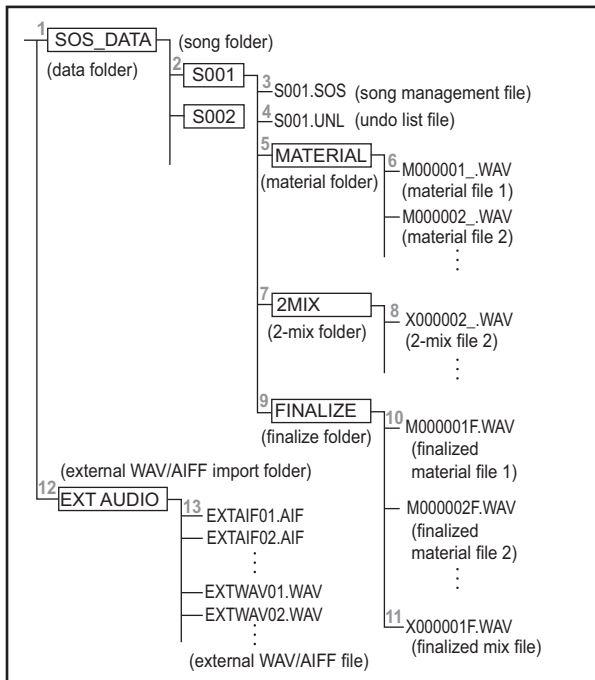 1 SOS_DATA (song folder)
(data folder) 2 S001
3 S001.SOS (song management file)
S002 4 S001.UNL (undo list file)
5 MATERIAL 6 M000001_.WAV
(material folder) (material file 1)
M000002_.WAV
(material file 2)
7 2MIX 8 X000002_.WAV
(2-mix folder) (2-mix file 2)
9 FINALIZE 10 M000001F.WAV
(finalize folder) (finalized
material file 1)
(external WAV/AIFF import folder)
12 EXT AUDIO 13 EXTAIF01.AIF
EXTAIF02.AIF
M000002F.WAV
(finalized
material file 2)
EXTWAV01.WAV
EXTWAV02.WAV
11 X000001F.WAV
(finalized mix file)
(external WAV/AIFF file)